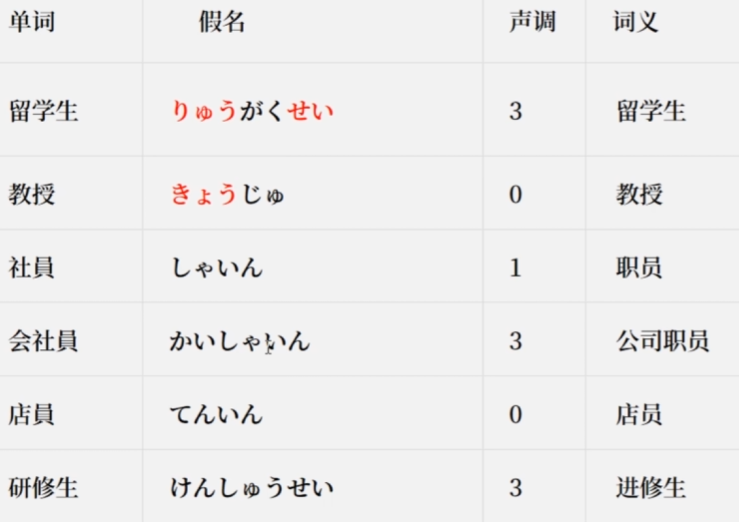 单词 假名 声调 词义
留学生 りゅうがくせい 3 留学生
教授 きょうじゅ 0 教授
社員 しゃいん 1 职员
会社員 かいしゃいん 3 公司职员
店員 てんいん 0 店员
研修生 けんしゅうせい 3 进修生